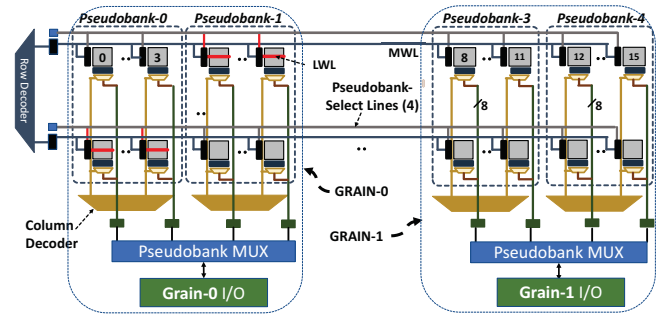 Pseudobank-0
Pseudobank-1
Pseudobank-3
Pseudobank-4
Row Decoder
0
..
3
..
LWL
MWL
8
..
11
12
..
15
..
Pseudobank-
Select Lines (4)
8
8
..
..
..
..
..
GRAIN-0
Column
Decoder
GRAIN-1
Pseudobank MUX
Pseudobank MUX
Grain-0 I/O
Grain-1 I/O